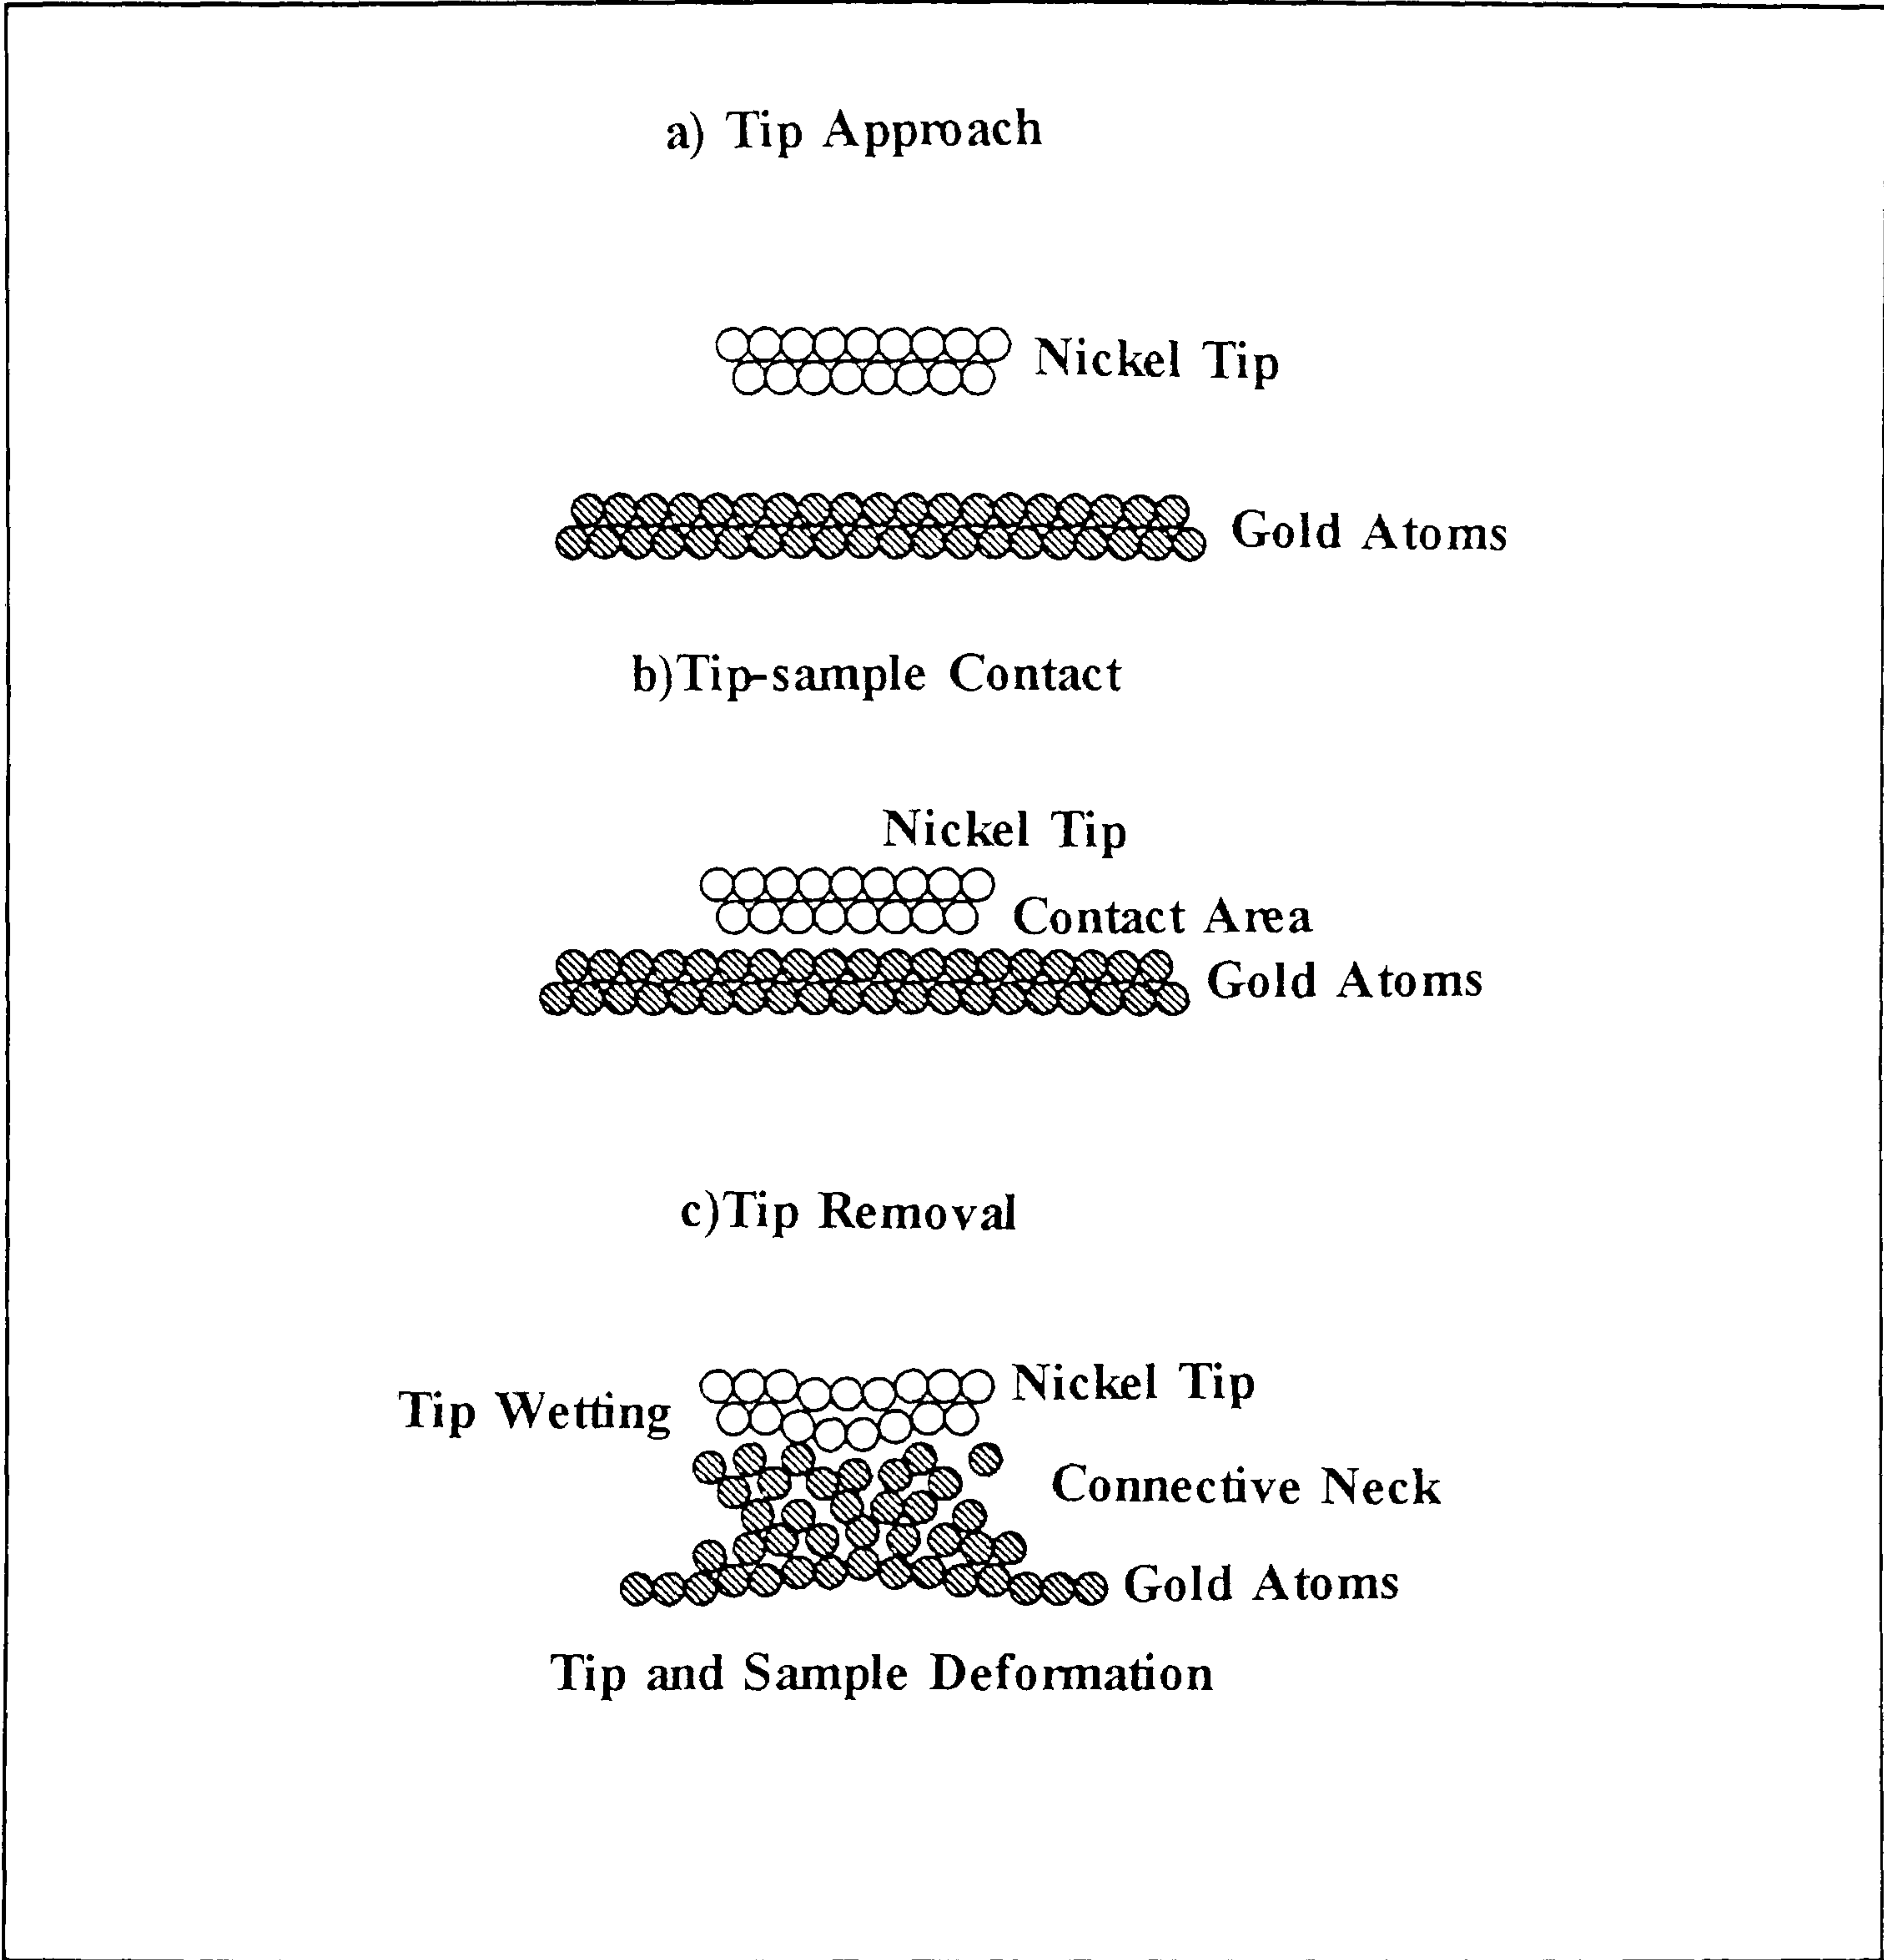 a) Tip Approach
Nickel Tip
Gold Atoms
b)Tip-sample Contact
Nickel Tip
Contact Area
Gold Atoms
c)Tip Removal
Nickel Tip
Tip Wetting
Connective Neck
Gold Atoms
Tip and Sample Deformation